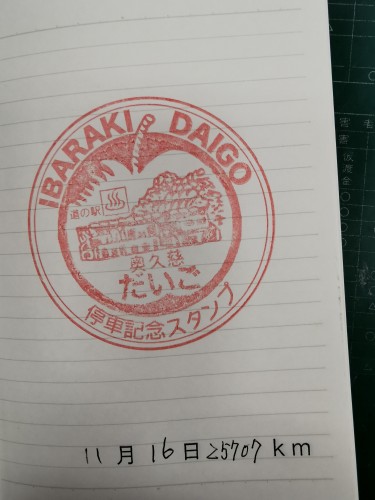 IBARAKI DAIGO
道の駅
奥久慈
だいご
停車記念スタンプ
11月16日25707km